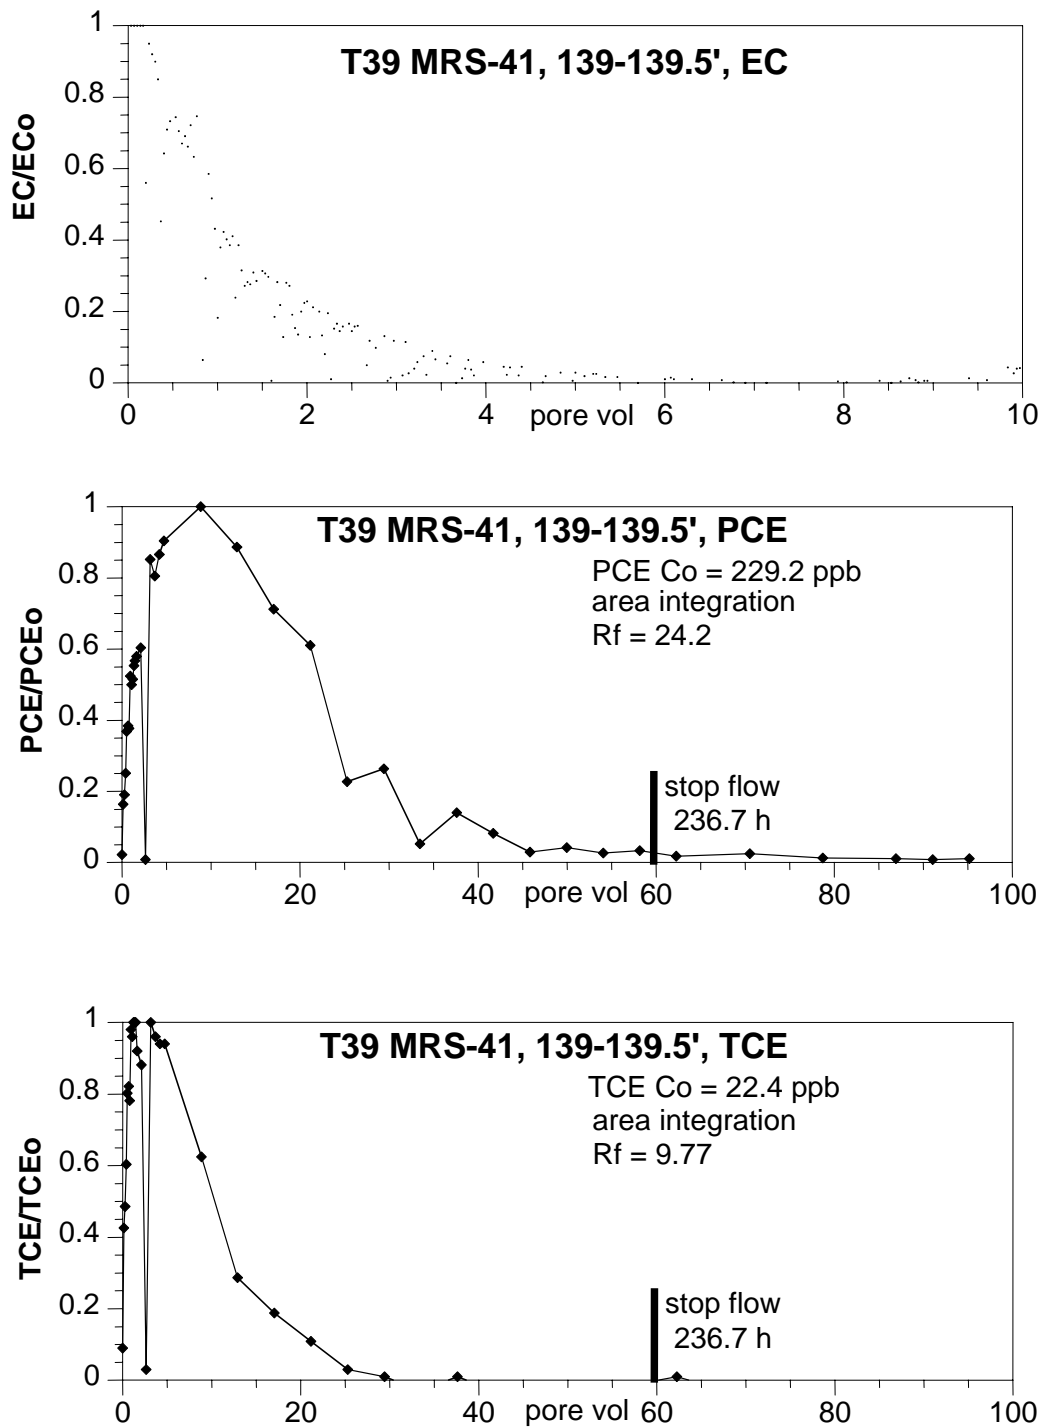 T39 MRS-41, 139-139.5', EC
EC/ECo
1
0.8
0.6
0.4
0.2
0
0 2 4 6 8 10
pore vol
T39 MRS-41, 139-139.5', PCE
PCE Co = 229.2 ppb
area integration
Rf = 24.2
PCE/PCEo
1
0.8
0.6
0.4
0.2
0
stop flow
236.7 h
0 20 40 60 80 100
pore vol
T39 MRS-41, 139-139.5', TCE
TCE Co = 22.4 ppb
area integration
Rf = 9.77
TCE/TCEo
1
0.8
0.6
0.4
0.2
0
stop flow
236.7 h
0 20 40 60 80 100
pore vol